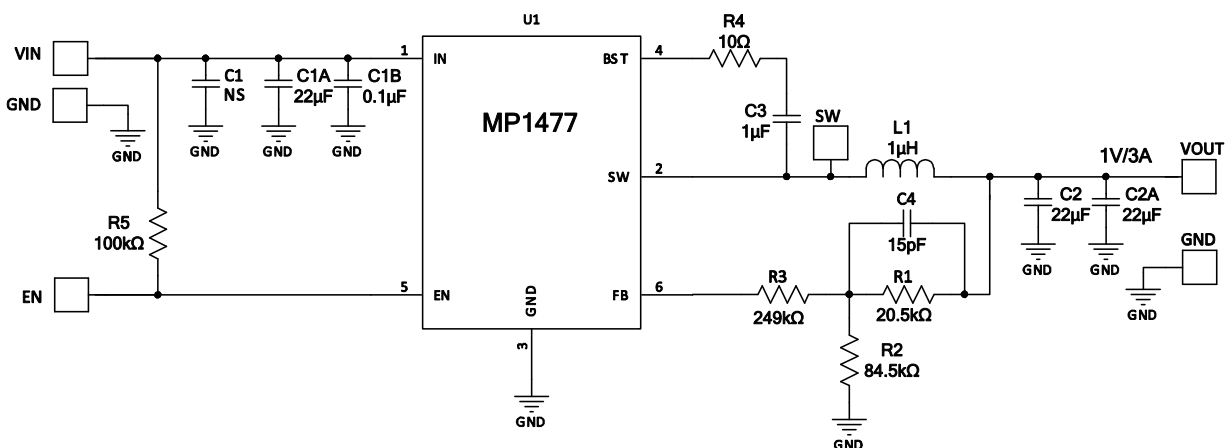 U1
VIN
GND
GND
C1
NS
GND
C1A
22µF
GND
C1B
0.1µF
GND
R5
100kΩ
EN
1
IN
MP1477
5
EN
GND
3
GND
BST
4
SW
2
FB
6
R4
10Ω
C3
1µF
SW
L1
1µH
C4
15pF
R3
249kΩ
R1
20.5kΩ
R2
84.5kΩ
GND
1V/3A
VOUT
C2
22µF
GND
C2A
22µF
GND
GND
GND